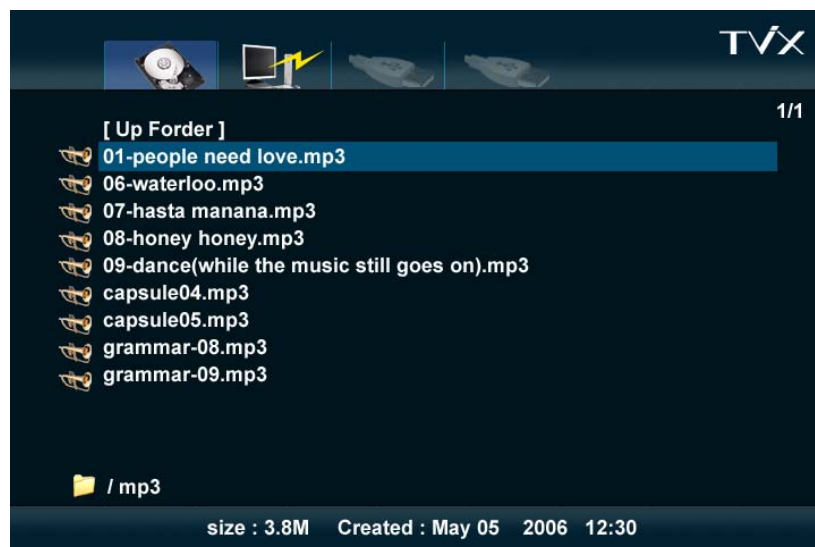 TViX
1/1
[ Up Forder ]
01-people need love.mp3
06-waterloo.mp3
07-hasta manana.mp3
08-honey honey.mp3
09-dance(while the music still goes on).mp3
capsule04.mp3
capsule05.mp3
grammar-08.mp3
grammar-09.mp3
/ mp3
size : 3.8M Created : May 05 2006 12:30